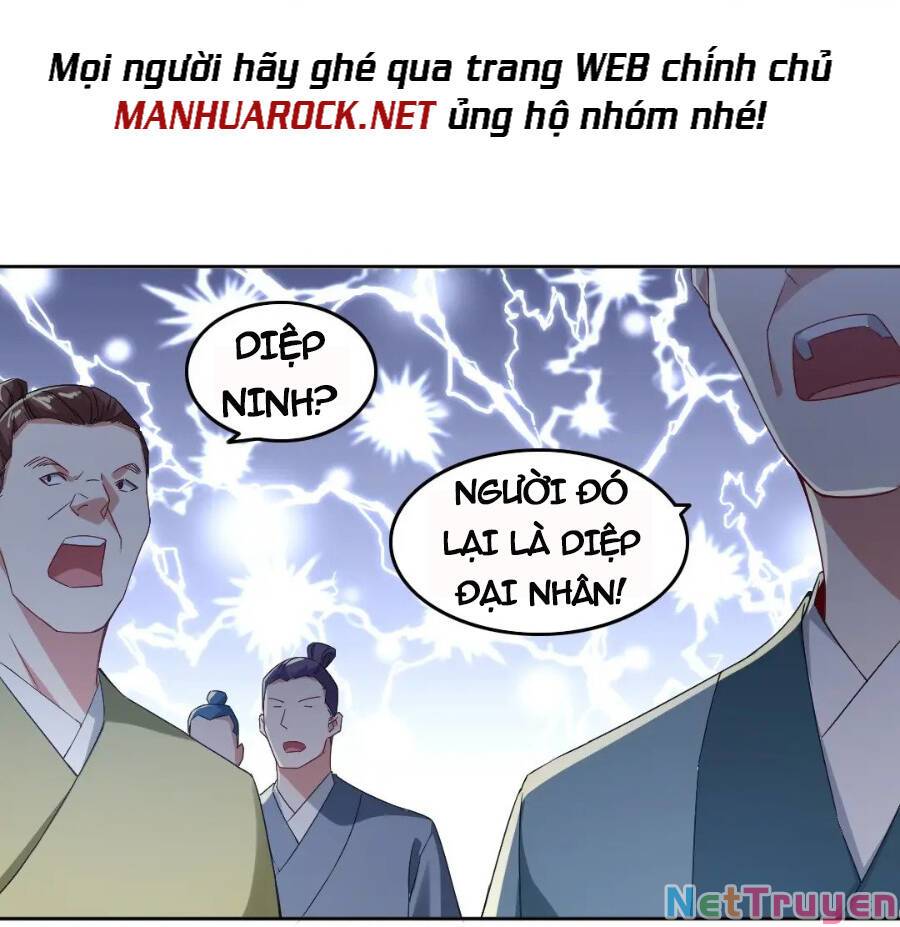 Mọi người hãy ghé qua trang WEB chính chủ
MANHUAROCK.NET ủng hộ nhóm nhé!
DIỆP
NINH?
NGƯỜI ĐÓ
LẠI LÀ DIỆP
ĐẠI NHÂN!
NetTruyen